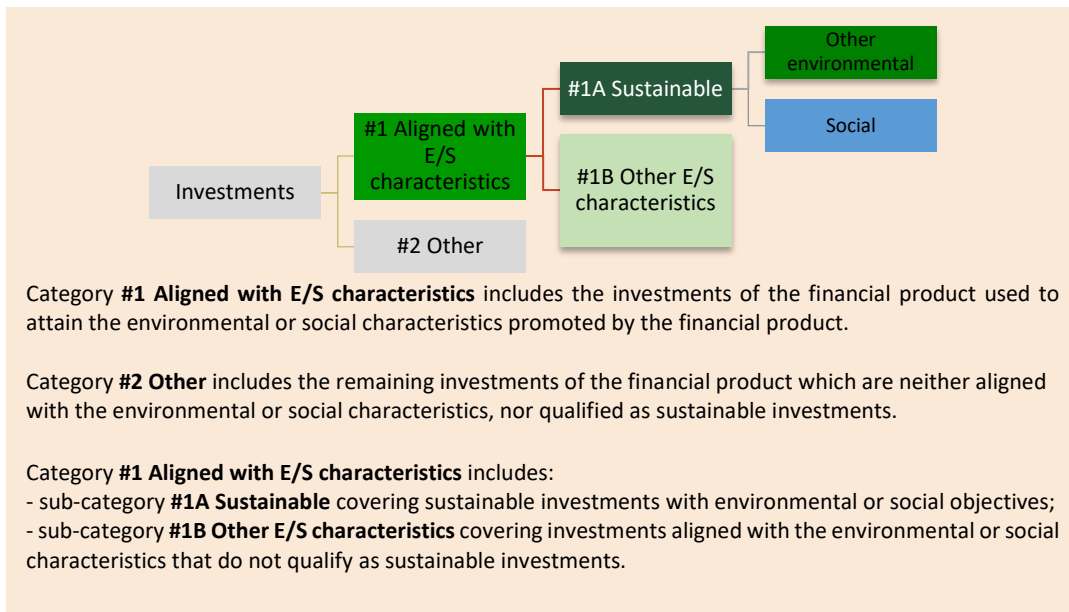 Other
environmental
#1A Sustainable
Social
#1 Aligned with
E/S
characteristics
#1B Other E/S
characteristics
Investments
#2 Other
Category #1 Aligned with E/S characteristics includes the investments of the financial product used to
attain the environmental or social characteristics promoted by the financial product.
Category #2 Other includes the remaining investments of the financial product which are neither aligned
with the environmental or social characteristics, nor qualified as sustainable investments.
Category #1 Aligned with E/S characteristics includes:
- sub-category #1A Sustainable covering sustainable investments with environmental or social objectives;
- sub-category #1B Other E/S characteristics covering investments aligned with the environmental or social
characteristics that do not qualify as sustainable investments.